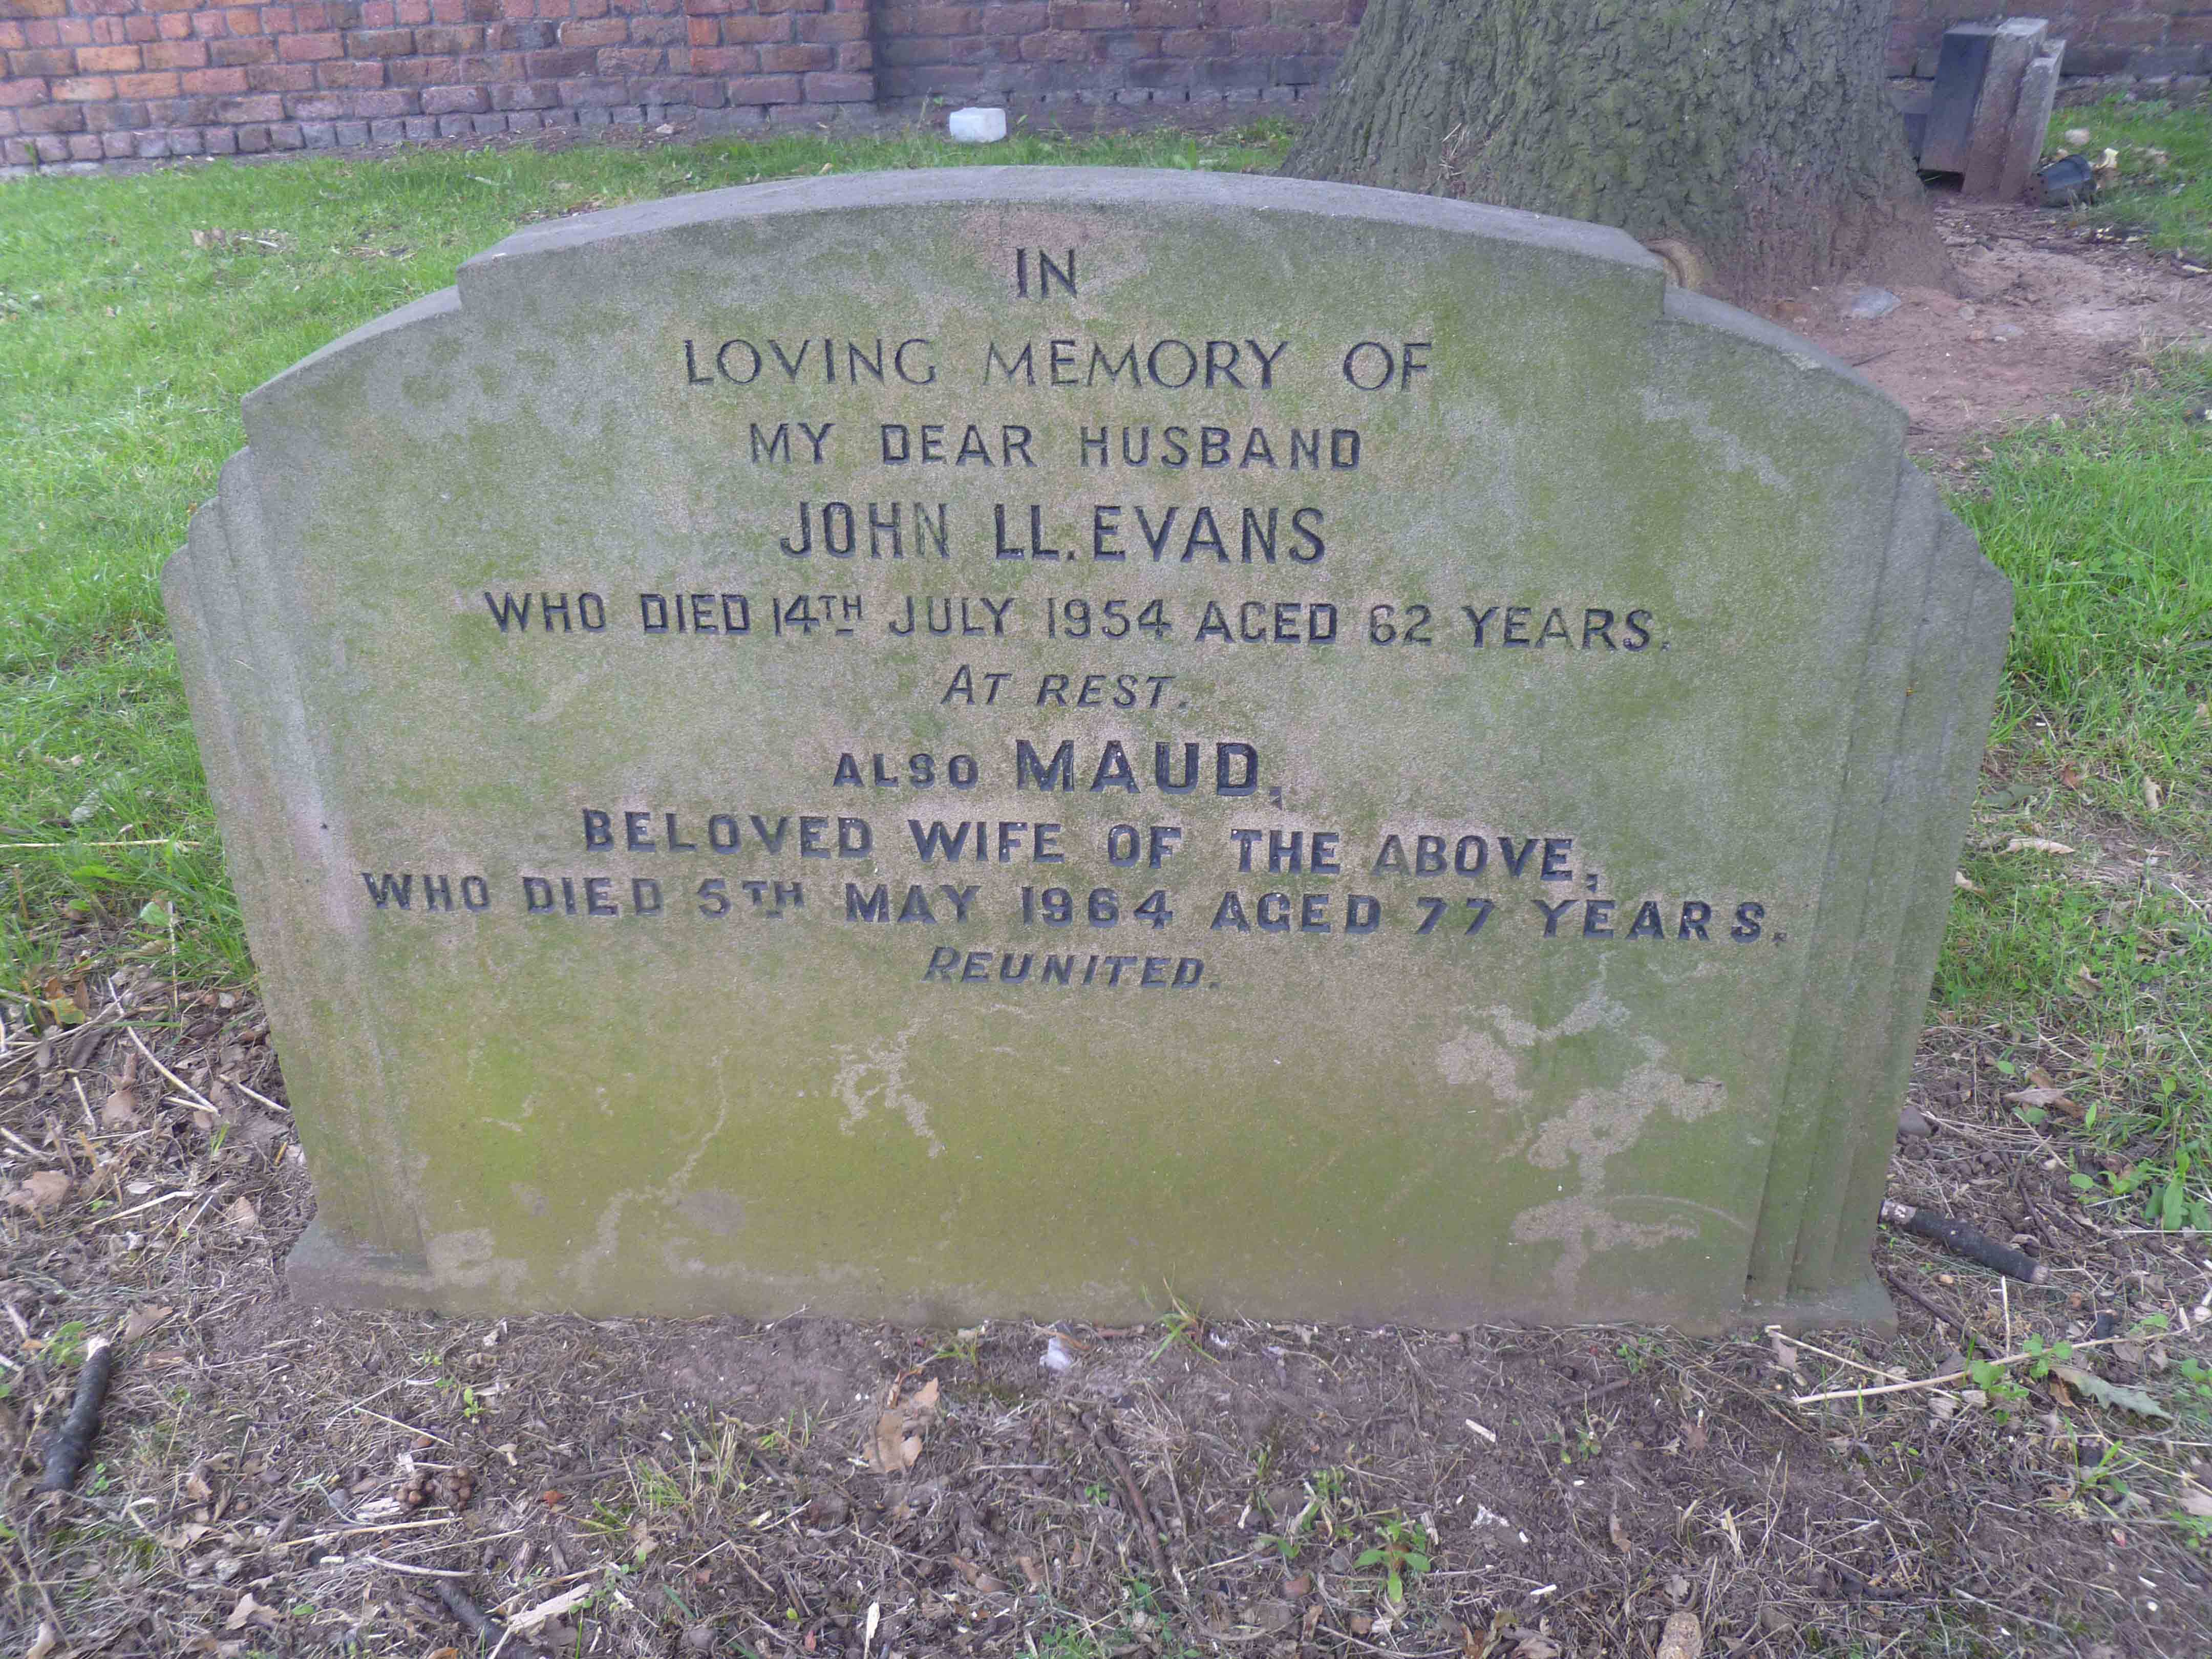 IN
LOVING MEMORY OF
MY DEAR HUSBAND
JOHN LL. EVANS
WHO DIED 14TH JULY 1954 AGED 62 YEARS.
AT REST.
ALSO MAUD,
BELOVED WIFE OF THE ABOVE,
WHO DIED 5TH MAY 1964 AGED 77 YEARS.
REUNITED.